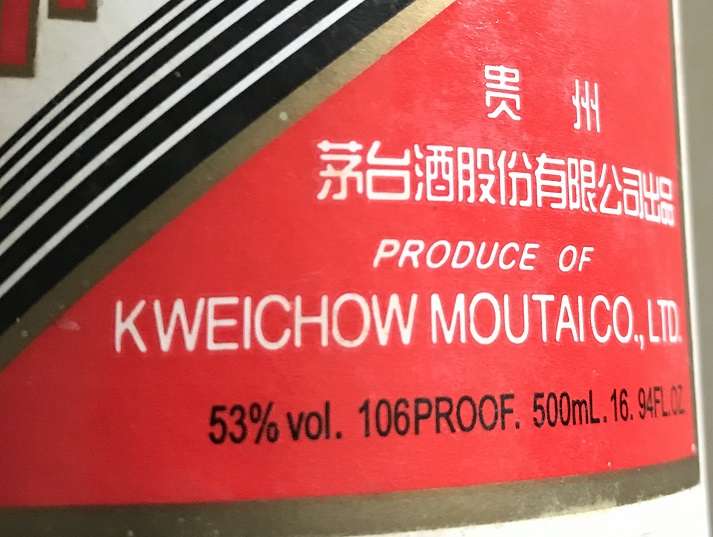 贵州
茅台酒股份有限公司出品
PRODUCE OF
KWEICHOW MOUTAI CO., LTD.
53% vol. 106PROOF. 500mL. 16. 94FL.OZ